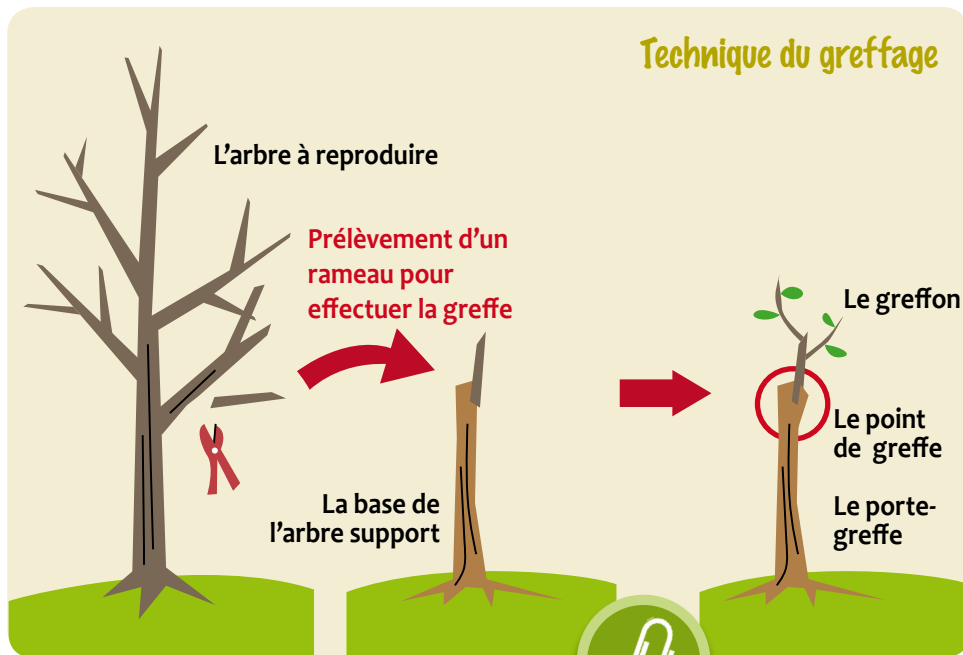 Technique du greffage
L'arbre à reproduire
Prélèvement d'un
rameau pour
effectuer la greffe
La base de
l'arbre support
Le greffon
Le point
de greffe
Le porte-
greffe